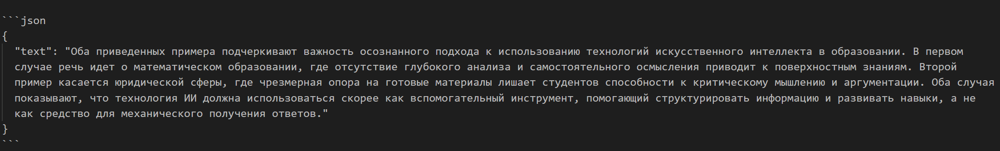 ```json
{
"text": "Оба приведенных примера подчеркивают важность осознанного подхода к использованию технологий искусственного интеллекта в образовании. В первом
случае речь идет о математическом образовании, где отсутствие глубокого анализа и самостоятельного осмысления приводит к поверхностным знаниям. Второй
пример касается юридической сферы, где чрезмерная опора на готовые материалы лишает студентов способности к критическому мышлению и аргументации. Оба случая
показывают, что технология ИИ должна использоваться скорее как вспомогательный инструмент, помогающий структурировать информацию и развивать навыки, а не
как средство для механического получения ответов."
}
```